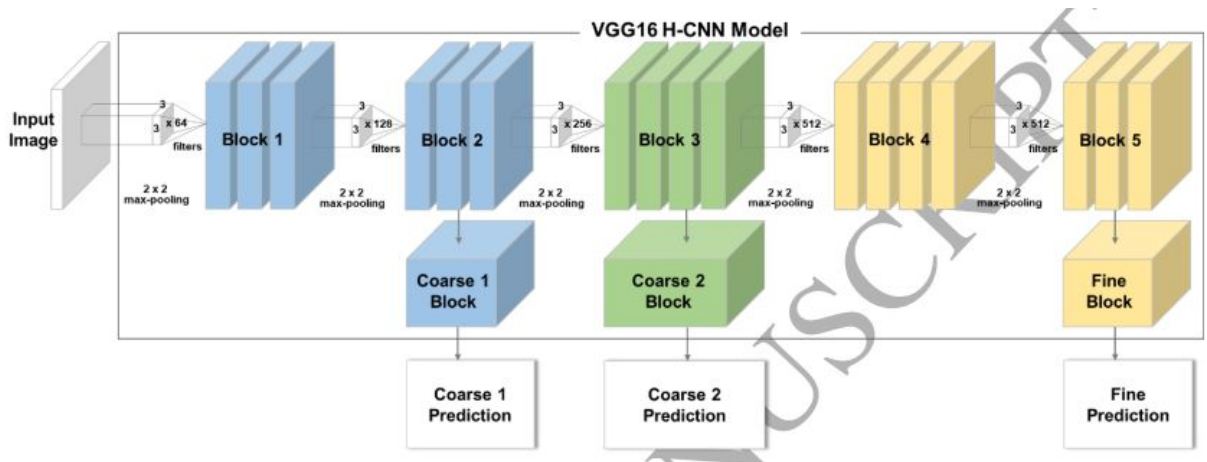 VGG16 H-CNN Model
Input
Image
3
3
x 64
filters
2 x 2
max-pooling
Block 1
3
3
x 128
filters
2 x 2
max-pooling
Block 2
3
3
x 256
filters
2 x 2
max-pooling
Block 3
3
3
x 512
filters
2 x 2
max-pooling
Block 4
3
3
x 512
filters
2 x 2
max-pooling
Block 5
Coarse 1
Block
Coarse 2
Block
Fine
Block
Coarse 1
Prediction
Coarse 2
Prediction
Fine
Prediction
NUSCRIPT